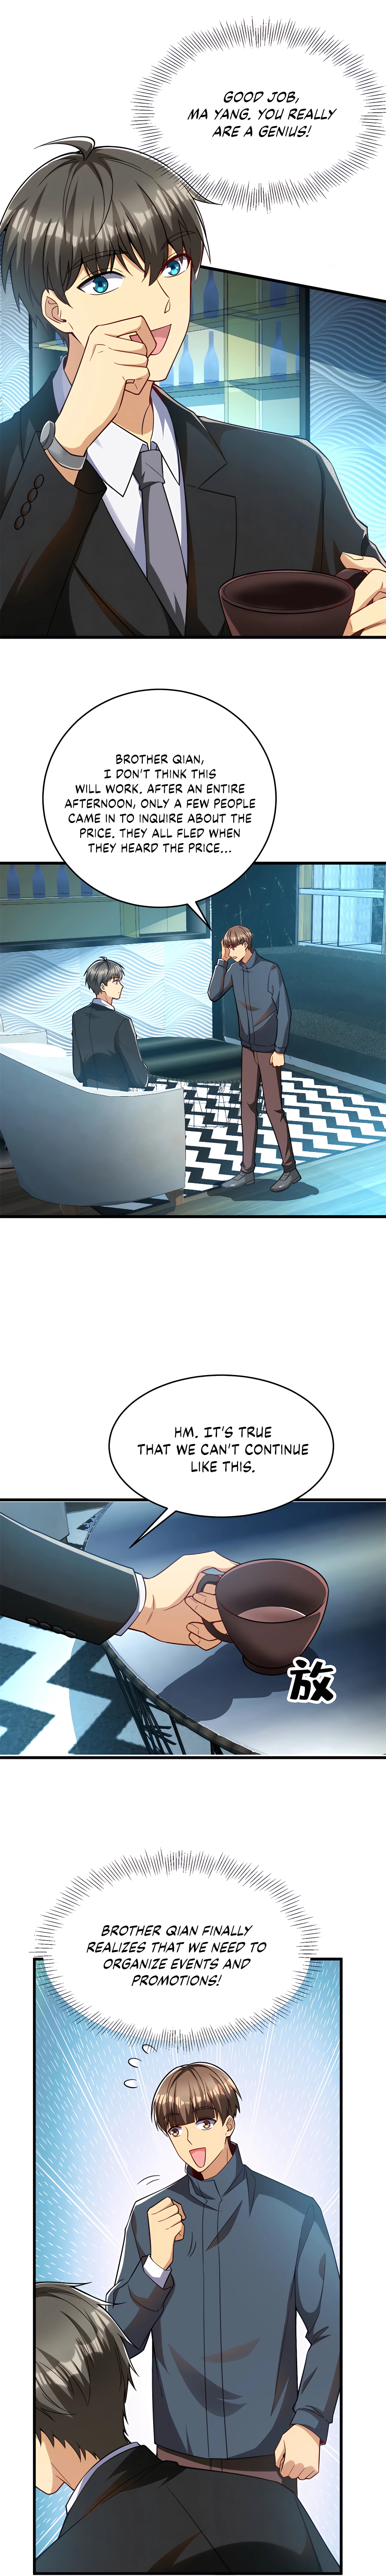 GOOD JOB,
MA YANG. YOU REALLY
ARE A GENIUS!
BROTHER QIAN,
I DON'T THINK THIS
WILL WORK. AFTER AN ENTIRE
AFTERNOON, ONLY A FEW PEOPLE
CAME IN TO INQUIRE ABOUT THE
PRICE. THEY ALL FLED WHEN
THEY HEARD THE PRICE...
HM. IT'S TRUE
THAT WE CAN'T CONTINUE
LIKE THIS.
放
BROTHER QIAN FINALLY
REALIZES THAT WE NEED TO
ORGANIZE EVENTS AND
PROMOTIONS!